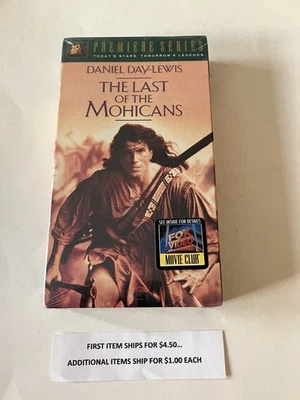 PREMIERE SERIES
TODAY'S STARS TOMORROW'S LEGENDS
DANIEL DAY-LEWIS
THE LAST
OF THE
MOHICANS
SEE INSIDE FOR DETAILS
FOX
VIDEO
MOVIE CLUB
FIRST ITEM SHIPS FOR $4.50...
ADDITIONAL ITEMS SHIP FOR $1.00 EACH